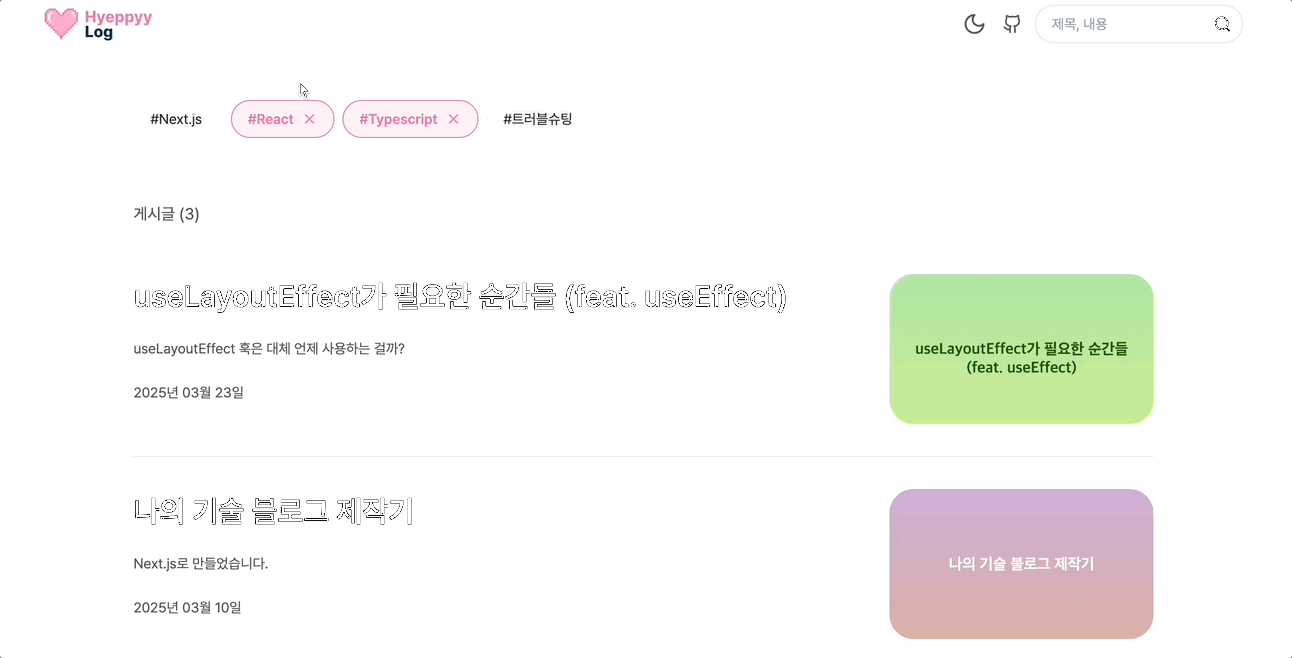 Hyeppyy
Log
제목, 내용
#Next.js #React #Typescript #트러블슈팅
게시글 (3)
useLayoutEffect가 필요한 순간들 (feat. useEffect)
useLayoutEffect 훅은 대체 언제 사용하는 걸까?
2025년 03월 23일
useLayoutEffect가 필요한 순간들
(feat. useEffect)
나의 기술 블로그 제작기
Next.js로 만들었습니다.
2025년 03월 10일
나의 기술 블로그 제작기